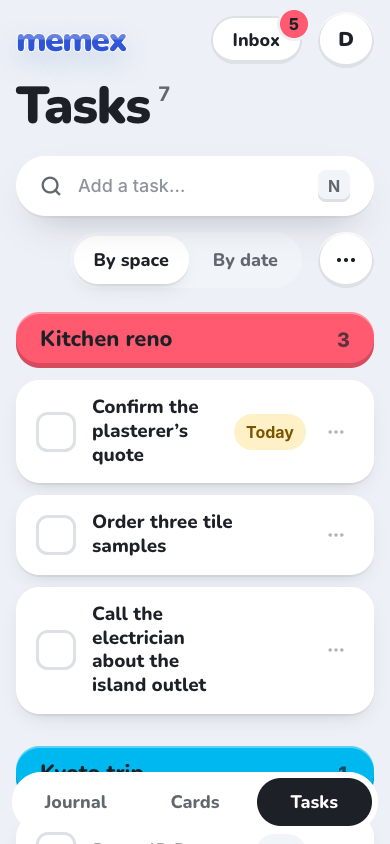 memex
Inbox
5
D
Tasks 7
Add a task...
N
By space
By date
Kitchen reno
3
Confirm the
plasterer's
quote
Today
Order three tile
samples
Call the
electrician
about the
island outlet
Kyoto trip
1
Journal
Cards
Tasks